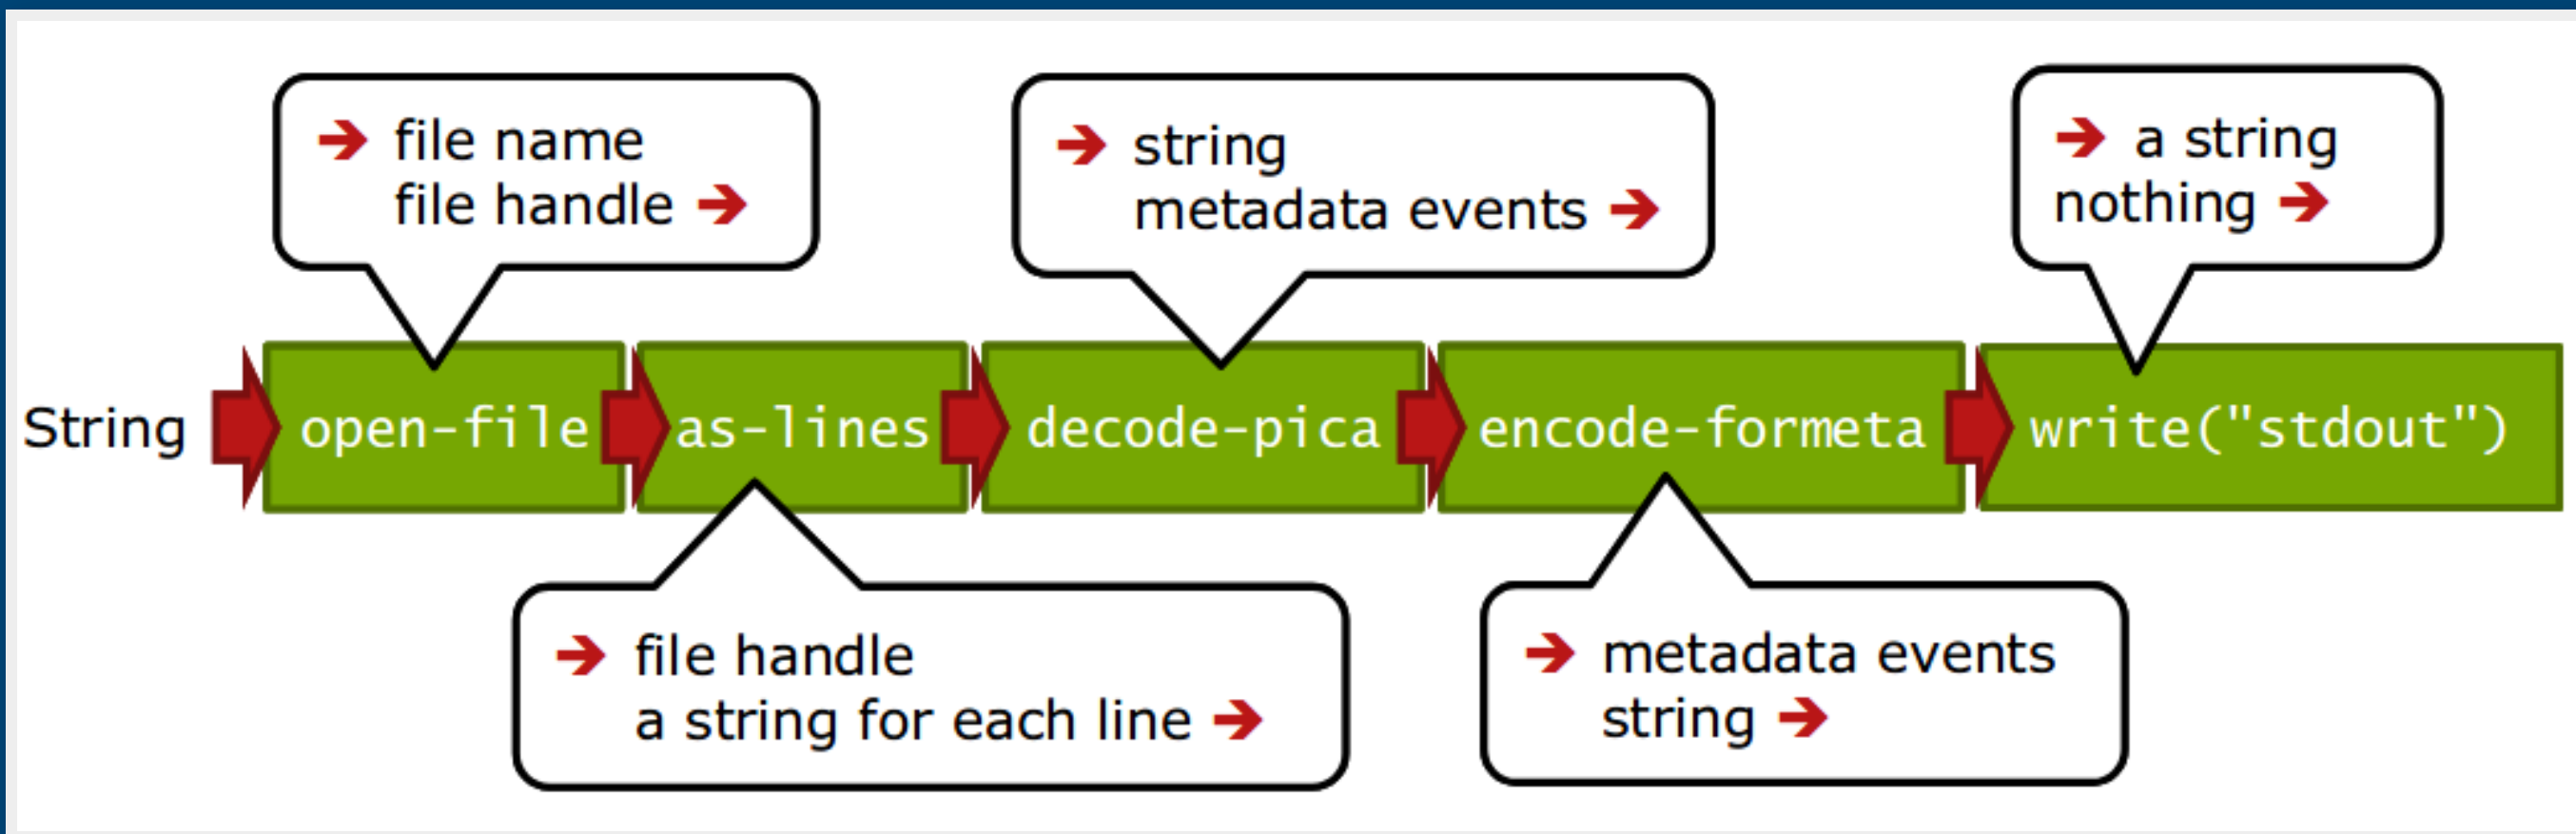 ➔ file name
file handle ➔
➔ string
metadata events ➔
➔ a string
nothing ➔
String open-file as-lines decode-pica encode-formeta write("stdout")
➔ file handle
a string for each line ➔
➔ metadata events
string ➔